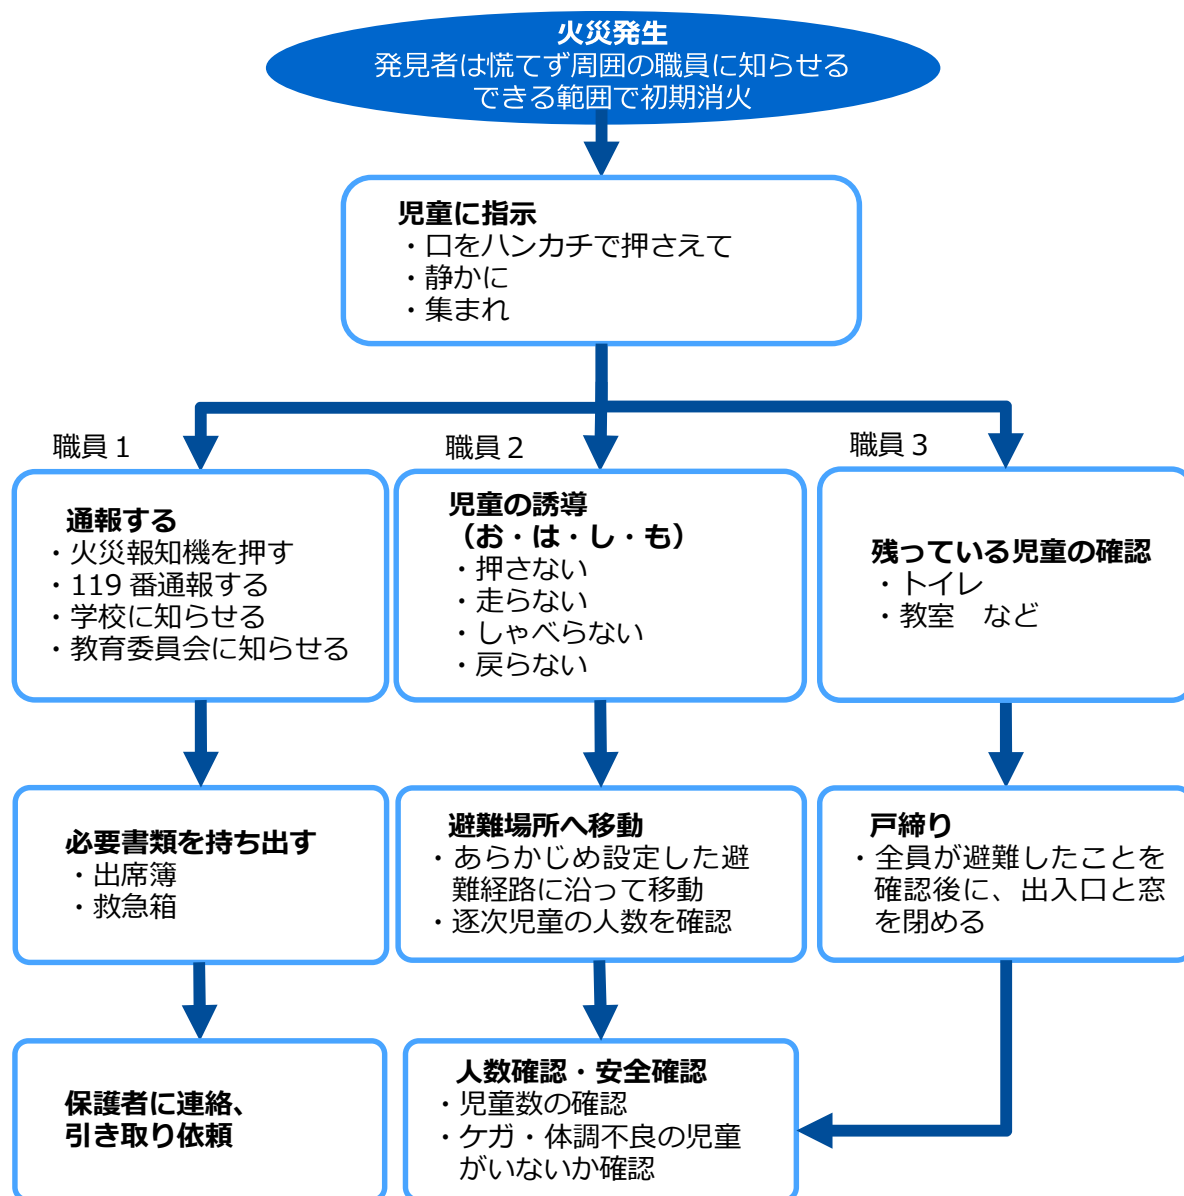 火災発生
発見者は慌てず周囲の職員に知らせる
できる範囲で初期消火
児童に指示
・口をハンカチで押さえて
・静かに
・集まれ
職員１
通報する
・火災報知機を押す
・119 番通報する
・学校に知らせる
・教育委員会に知らせる
職員２
児童の誘導
（お・は・し・も）
・押さない
・走らない
・しゃべらない
・戻らない
職員３
残っている児童の確認
・トイレ
・教室　など
必要書類を持ち出す
・出席簿
・救急箱
避難場所へ移動
・あらかじめ設定した避
難経路に沿って移動
・逐次児童の人数を確認
戸締り
・全員が避難したことを
確認後に、出入口と窓
を閉める
保護者に連絡、
引き取り依頼
人数確認・安全確認
・児童数の確認
・ケガ・体調不良の児童
がいないか確認